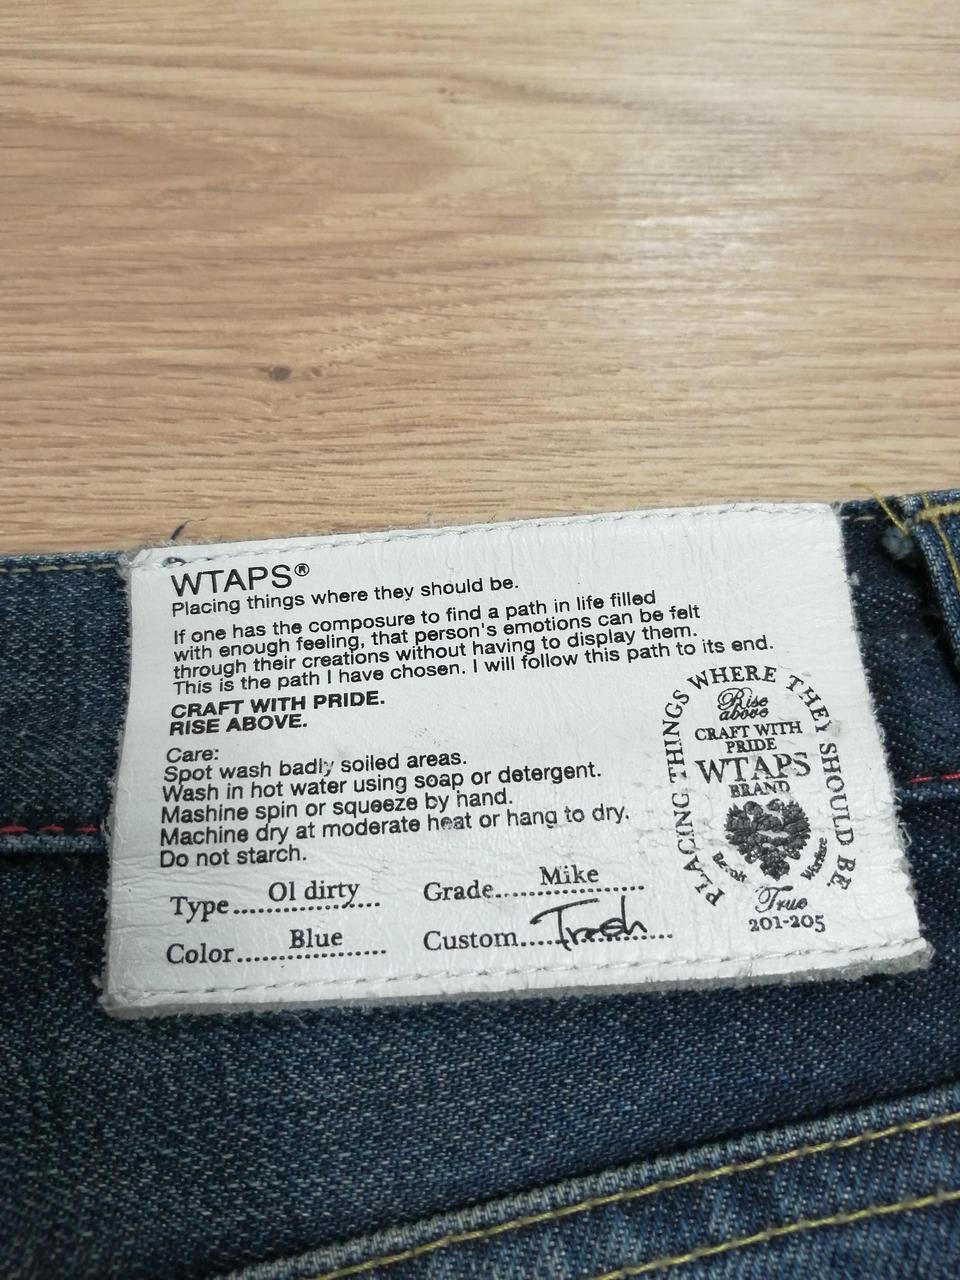 WTAPS®
Placing things where they should be.
If one has the composure to find a path in life filled
with enough feeling, that person's emotions can be felt
through their creations without having to display them.
This is the path I have chosen. I will follow this path to its end.
CRAFT WITH PRIDE.
RISE ABOVE.
Care:
Spot wash badly soiled areas.
Wash in hot water using soap or detergent.
Mashine spin or squeeze by hand.
Machine dry at moderate heat or hang to dry.
Do not starch.
Type Ol dirty Grade Mike
Color Blue Custom Trash
PLACING THINGS WHERE THEY SHOULD BE.
Rise
above
CRAFT WITH
PRIDE
WTAPS
BRAND
Warfare
True
201-205